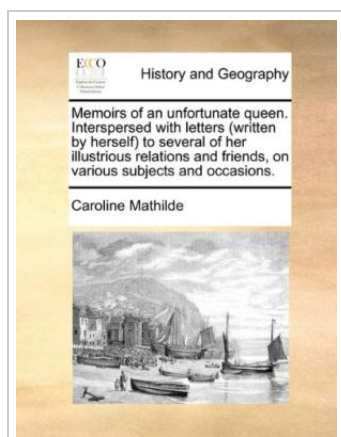 ECCO
History and Geography
Memoirs of an unfortunate queen.
Interspersed with letters (written
by herself) to several of her
illustrious relations and friends, on
various subjects and occasions.
Caroline Mathilde